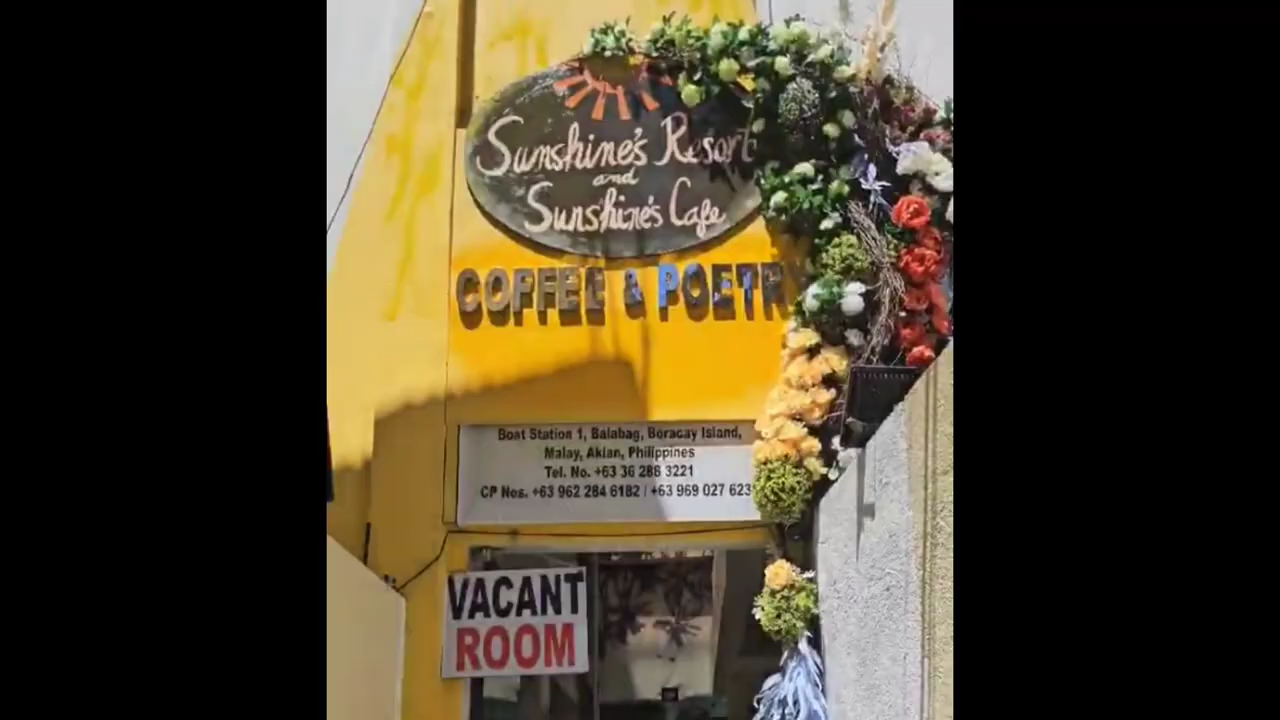 Sunshine's Resort
and
Sunshine's Cafe
COFFEE & POETRY
Boat Station 1, Balabag, Boracay Island,
Malay, Aklan, Philippines
Tel. No. +63 36 288 3221
CP Nos. +63 962 284 6182 / +63 969 027 623
VACANT
ROOM